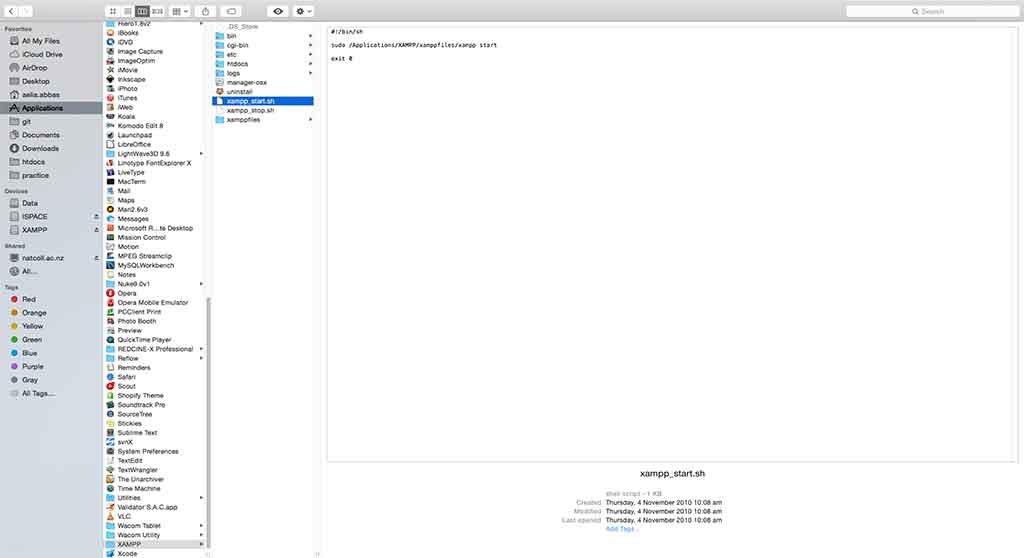 Search
Favorites
All My Files
iCloud Drive
AirDrop
Desktop
aelia.abbas
Applications
git
Documents
Downloads
htdocs
practice
Devices
Data
ISPACE
XAMPP
Shared
natcoll.ac.nz
All...
Tags
Red
Orange
Yellow
Green
Blue
Purple
Gray
All Tags...
Hiero1.8v2
iBooks
iDVD
Image Capture
ImageOptim
iMovie
Inkscape
iPhoto
iTunes
iWeb
Koala
Komodo Edit 8
Launchpad
LibreOffice
LightWave3D 9.6
Linotype FontExplorer X
LiveType
MacTerm
Mail
Maps
Mari2.6v3
Messages
Microsoft R...te Desktop
Mission Control
Motion
MPEG Streamclip
MySQLWorkbench
Notes
Nuke9.0v1
Opera
Opera Mobile Emulator
PCClient Print
Photo Booth
Preview
QuickTime Player
REDCINE-X Professional
Reflow
Reminders
Safari
Scout
Shopify Theme
Soundtrack Pro
SourceTree
Stickies
Sublime Text
svnX
System Preferences
TextEdit
TextWrangler
The Unarchiver
Time Machine
Utilities
Validator S.A.C.app
VLC
Wacom Tablet
Wacom Utility
XAMPP
Xcode
.DS_Store
bin
cgi-bin
etc
htdocs
logs
manager-osx
uninstall
xampp_start.sh
xampp_stop.sh
xamppfiles
#!/bin/sh
sudo /Applications/XAMPP/xamppfiles/xampp start
exit 0
xampp_start.sh
shell script - 1 KB
Created Thursday, 4 November 2010 10:08 am
Modified Thursday, 4 November 2010 10:08 am
Last opened Thursday, 4 November 2010 10:08 am
Add Tags...